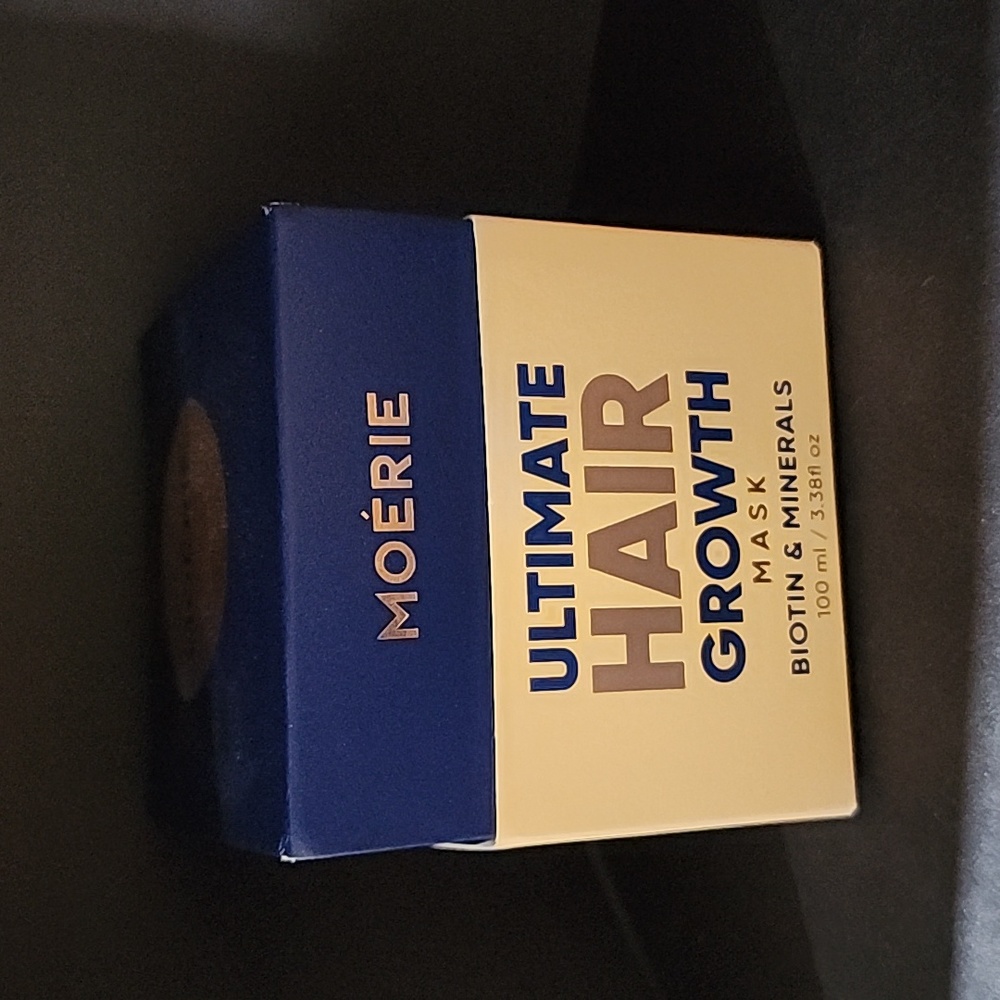 MOÉRIE
ULTIMATE
HAIR
GROWTH
MASK
BIOTIN & MINERALS
100 ml / 3.38fl oz